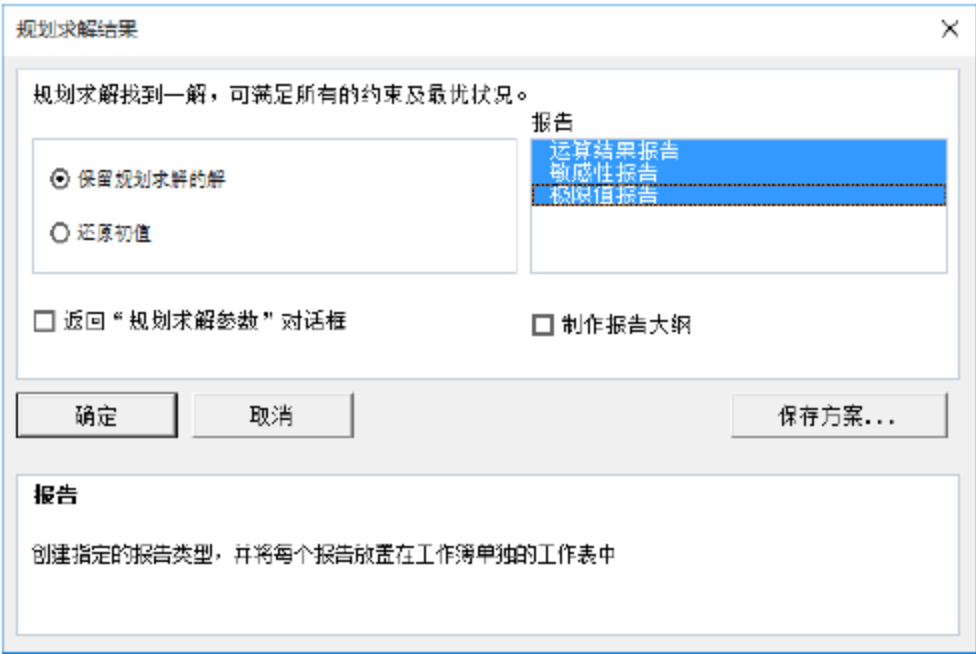 规划求解结果
规划求解找到一解，可满足所有的约束及最优状况。
报告
运算结果报告
敏感性报告
极限值报告
保留规划求解的解
还原初值
返回“规划求解参数”对话框
制作报告大纲
确定
取消
保存方案...
报告
创建指定的报告类型，并将每个报告放置在工作簿单独的工作表中